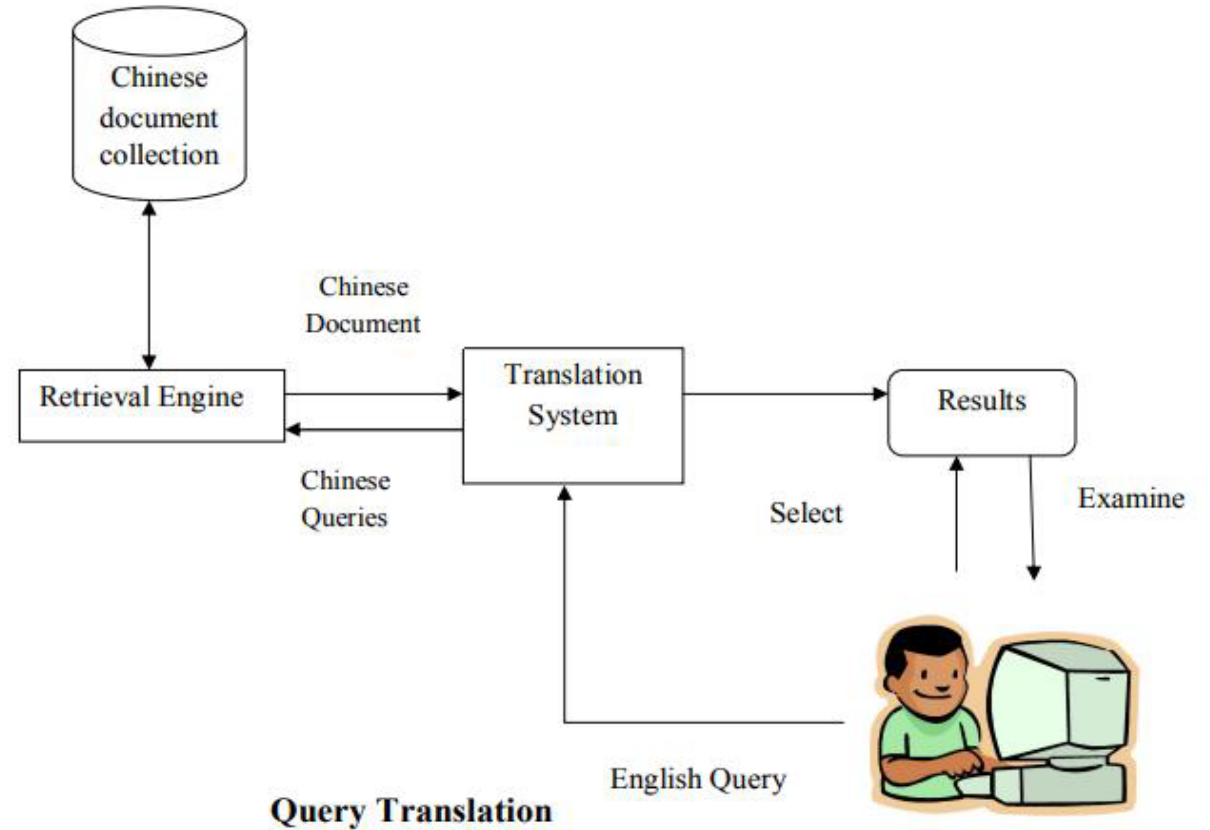 Chinese
document
collection
Chinese
Document
Retrieval Engine
Translation
System
Results
Chinese
Queries
Select
Examine
English Query
Query Translation